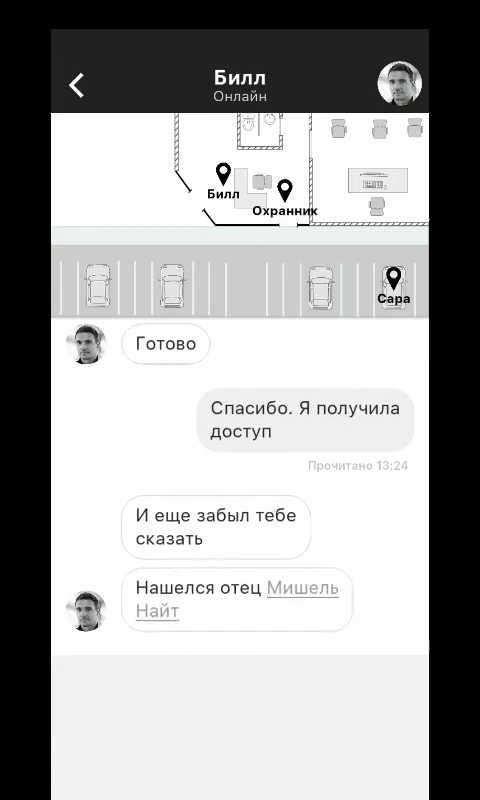 Билл
Онлайн
Билл
Охранник
Сара
Готово
Спасибо. Я получила
доступ
Прочитано 13:24
И еще забыл тебе
сказать
Нашелся отец Мишель
Найт